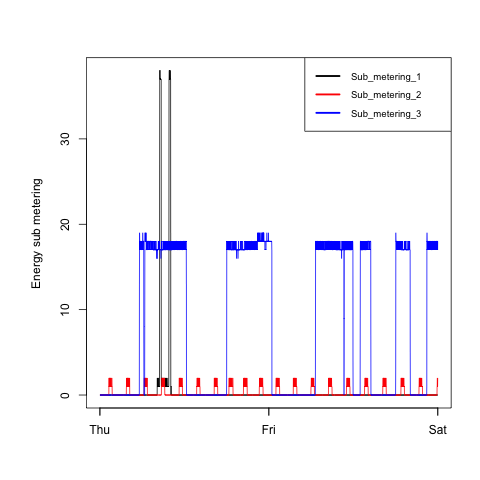 Sub_metering_1
Sub_metering_2
Sub_metering_3
Energy sub metering
30
20
10
0
Thu Fri Sat